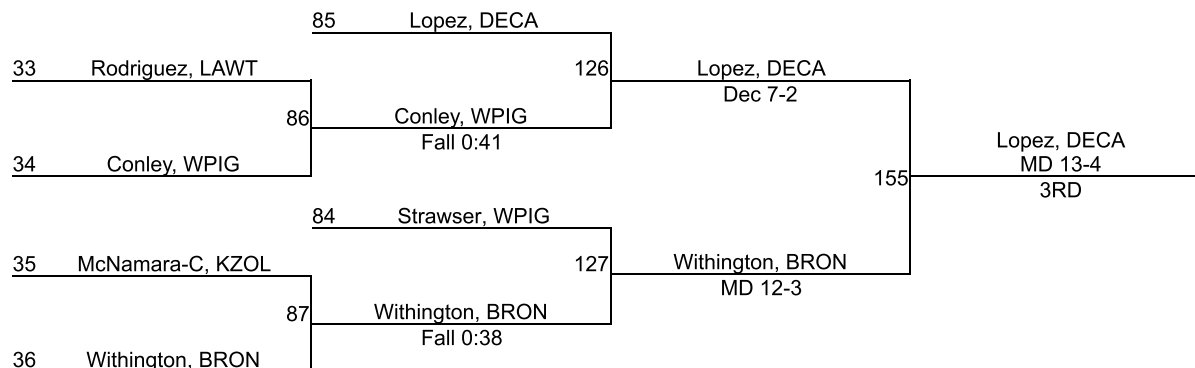 85 Lopez, DECA
33 Rodriguez, LAWT
126 Lopez, DECA
Dec 7-2
86 Conley, WPIG
Fall 0:41
34 Conley, WPIG
Lopez, DECA
MD 13-4
155
3RD
84 Strawser, WPIG
35 McNamara-C, KZOL
127 Withington, BRON
MD 12-3
87 Withington, BRON
Fall 0:38
36 Withington, BRON